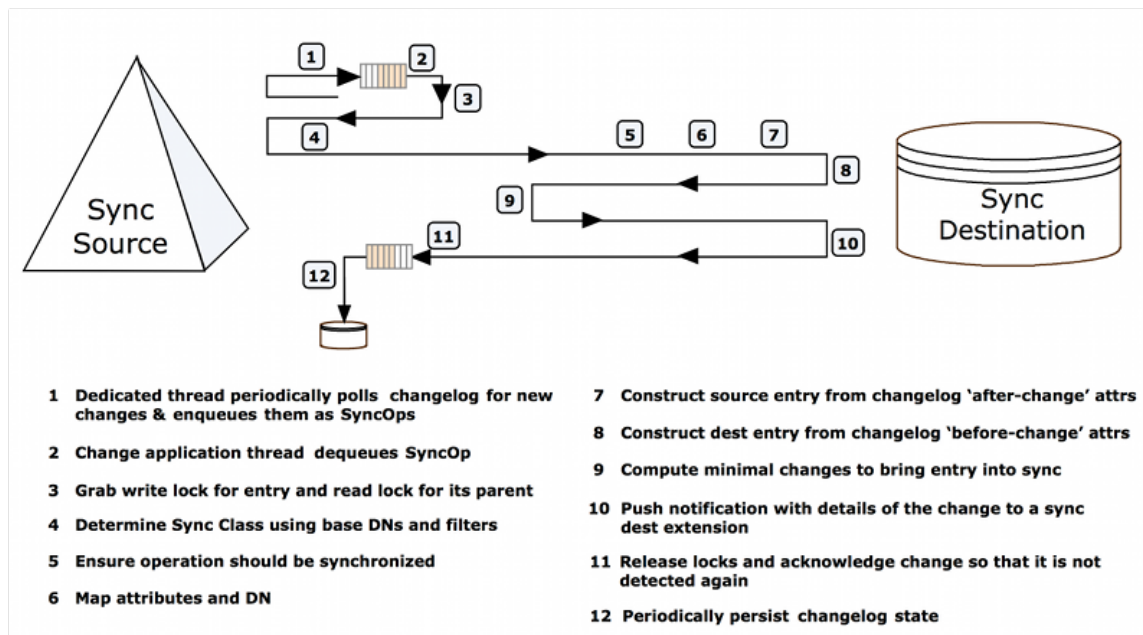 1
2
3
4
5
6
7
8
9
10
11
12
Sync
Source
Sync
Destination
1 Dedicated thread periodically polls changelog for new
changes & enqueues them as SyncOps
2 Change application thread dequeues SyncOp
3 Grab write lock for entry and read lock for its parent
4 Determine Sync Class using base DNs and filters
5 Ensure operation should be synchronized
6 Map attributes and DN
7 Construct source entry from changelog ‘after-change’ attrs
8 Construct dest entry from changelog ‘before-change’ attrs
9 Compute minimal changes to bring entry into sync
10 Push notification with details of the change to a sync
dest extension
11 Release locks and acknowledge change so that it is not
detected again
12 Periodically persist changelog state